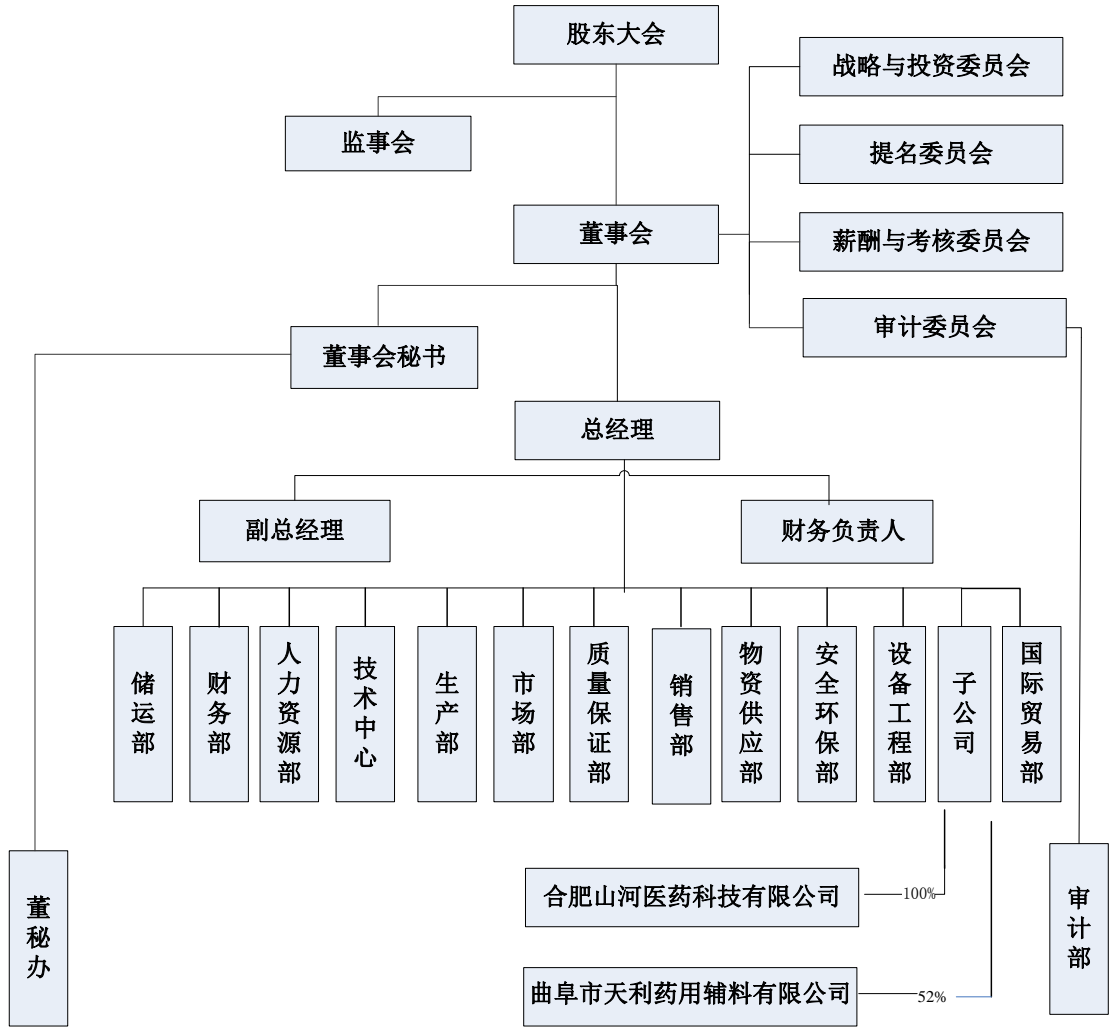 股东大会
战略与投资委员会
监事会
提名委员会
董事会
薪酬与考核委员会
审计委员会
董事会秘书
总经理
副总经理
财务负责人
储运部
财务部
人力资源部
技术中心
生产部
市场部
质量保证部
销售部
物资供应部
安全环保部
设备工程部
子公司
国际贸易部
董秘办
合肥山河医药科技有限公司
100%
审计部
曲阜市天利药用辅料有限公司
52%